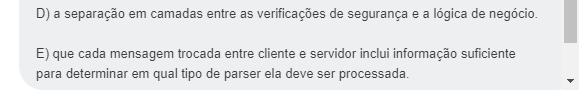 D) a separação em camadas entre as verificações de segurança e a lógica de negócio.
E) que cada mensagem trocada entre cliente e servidor inclui informação suficiente
para determinar em qual tipo de parser ela deve ser processada.